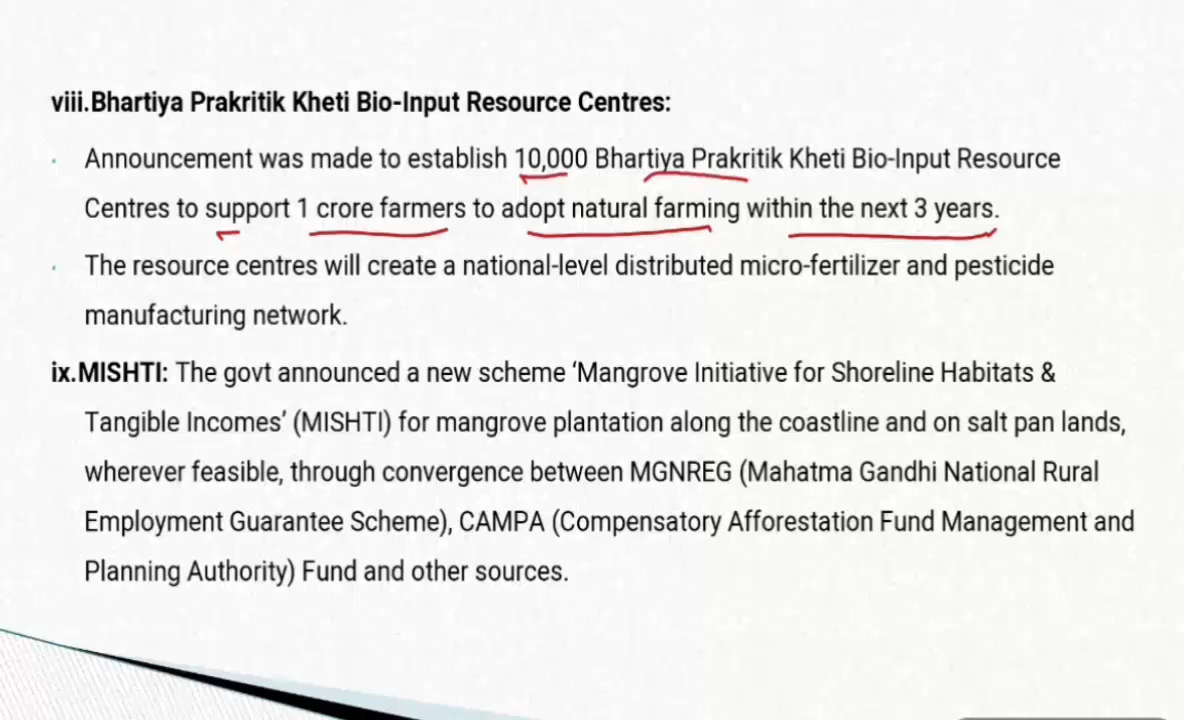 viii.Bhartiya Prakritik Kheti Bio-Input Resource Centres:
· Announcement was made to establish 10,000 Bhartiya Prakritik Kheti Bio-Input Resource
Centres to support 1 crore farmers to adopt natural farming within the next 3 years.
· The resource centres will create a national-level distributed micro-fertilizer and pesticide
manufacturing network.
ix.MISHTI: The govt announced a new scheme ‘Mangrove Initiative for Shoreline Habitats &
Tangible Incomes’ (MISHTI) for mangrove plantation along the coastline and on salt pan lands,
wherever feasible, through convergence between MGNREG (Mahatma Gandhi National Rural
Employment Guarantee Scheme), CAMPA (Compensatory Afforestation Fund Management and
Planning Authority) Fund and other sources.